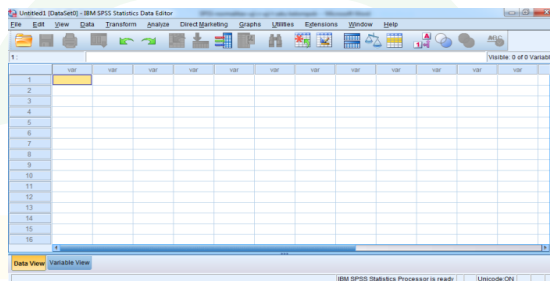 Untitled1 [DataSet0] - IBM SPSS Statistics Data Editor
File Edit View Data Transform Analyze Direct Marketing Graphs Utilities Extensions Window Help
1 :
Visible: 0 of 0 Variabl
var var var var var var var var var var var var
1
2
3
4
5
6
7
8
9
10
11
12
13
14
15
16
Data View Variable View
IBM SPSS Statistics Processor is ready Unicode:ON